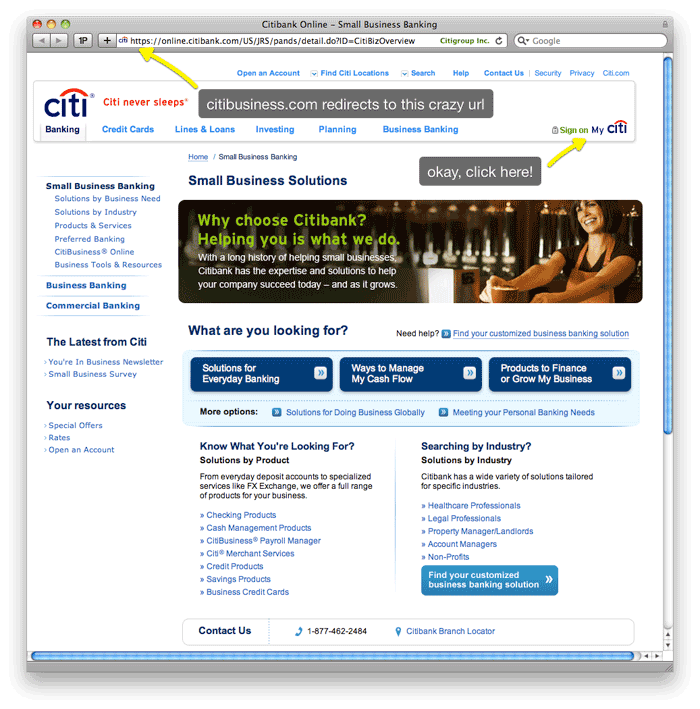 Citibank Online – Small Business Banking
1P
+
citi https://online.citibank.com/US/JRS/pands/detail.do?ID=CitiBizOverview Citigroup Inc.
Google
Open an Account Find Citi Locations Search Help Contact Us | Security Privacy Citi.com
citi® Citi never sleeps®
citibusiness.com redirects to this crazy url
Banking Credit Cards Lines & Loans Investing Planning Business Banking
Sign on My citi
okay, click here!
Home / Small Business Banking
Small Business Solutions
Small Business Banking
Solutions by Business Need
Solutions by Industry
Products & Services
Preferred Banking
CitiBusiness® Online
Business Tools & Resources
Business Banking
Commercial Banking
The Latest from Citi
› You're In Business Newsletter
› Small Business Survey
Your resources
› Special Offers
› Rates
› Open an Account
Why choose Citibank?
Helping you is what we do.
With a long history of helping small businesses,
Citibank has the expertise and solutions to help
your company succeed today – and as it grows.
What are you looking for?
Need help? » Find your customized business banking solution
Solutions for
Everyday Banking »
Ways to Manage
My Cash Flow »
Products to Finance
or Grow My Business »
More options: » Solutions for Doing Business Globally » Meeting your Personal Banking Needs
Know What You're Looking For?
Solutions by Product
From everyday deposit accounts to specialized
services like FX Exchange, we offer a full range
of products for your business.
» Checking Products
» Cash Management Products
» CitiBusiness® Payroll Manager
» Citi® Merchant Services
» Credit Products
» Savings Products
» Business Credit Cards
Searching by Industry?
Solutions by Industry
Citibank has a wide variety of solutions tailored
for specific industries.
» Healthcare Professionals
» Legal Professionals
» Property Manager/Landlords
» Account Managers
» Non-Profits
Find your customized
business banking solution »
Contact Us 1-877-462-2484 Citibank Branch Locator